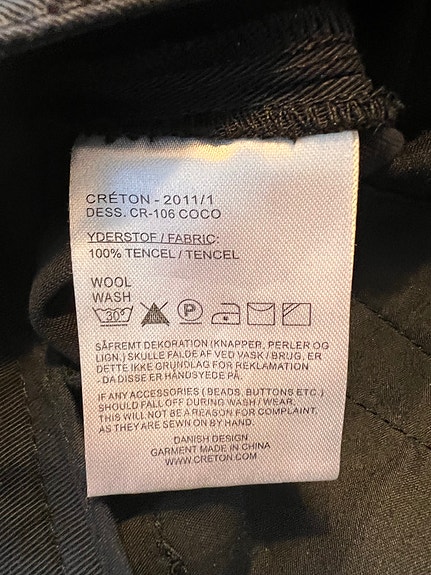 CRÉTON - 2011/1
DESS. CR-106 COCO
YDERSTOF / FABRIC:
100% TENCEL / TENCEL
WOOL
WASH
30° P
SÅFREMT DEKORATION (KNAPPER, PERLER OG
LIGN.) SKULLE FALDE AF VED VASK / BRUG, ER
DETTE IKKE GRUNDLAG FOR REKLAMATION
- DA DISSE ER HÅNDSYEDE PÅ.
IF ANY ACCESSORIES ( BEADS, BUTTONS ETC.)
SHOULD FALL OFF DURING WASH / WEAR.
THIS WILL NOT BE A REASON FOR COMPLAINT,
AS THEY ARE SEWN ON BY HAND.
DANISH DESIGN
GARMENT MADE IN CHINA
WWW.CRETON.COM